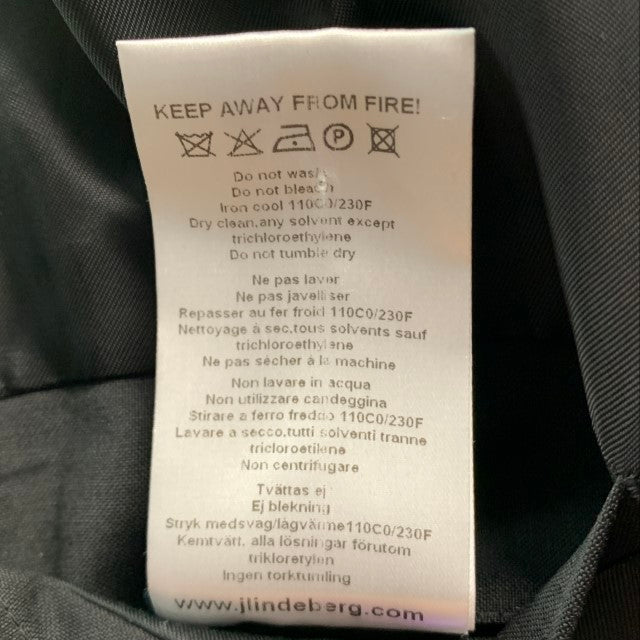 KEEP AWAY FROM FIRE!
P
Do not wash
Do not bleach
Iron cool 110C0/230F
Dry clean,any solvent except
trichloroethylene
Do not tumble dry
Ne pas laver
Ne pas javelliser
Repasser au fer froid 110C0/230F
Nettoyage à sec,tous solvents sauf
trichloroethylene
Ne pas sècher à la machine
Non lavare in acqua
Non utilizzare candeggina
Stirare a ferro freddo 110C0/230F
Lavare a secco,tutti solventi tranne
tricloroetilene
Non centrifugare
Tvättas ej
Ej blekning
Stryk medsvag/lågvärme110C0/230F
Kemtvätt, alla lösningar förutom
trikloretylen
Ingen torktumling
www.jlindeberg.com